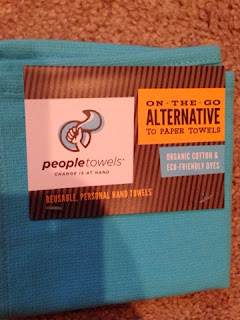 ON-THE-GO
ALTERNATIVE
TO PAPER TOWELS
ORGANIC COTTON &
ECO-FRIENDLY DYES
peopletowels®
CHANGE IS AT HAND
REUSABLE, PERSONAL HAND TOWELS